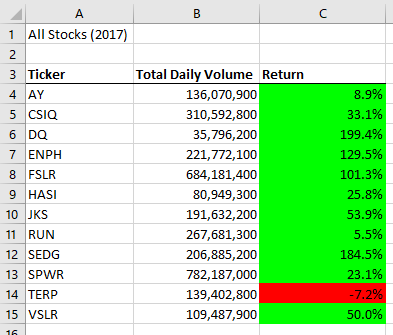 A B C
1 All Stocks (2017)
2
3 Ticker Total Daily Volume Return
4 AY 136,070,900 8.9%
5 CSIQ 310,592,800 33.1%
6 DQ 35,796,200 199.4%
7 ENPH 221,772,100 129.5%
8 FSLR 684,181,400 101.3%
9 HASI 80,949,300 25.8%
10 JKS 191,632,200 53.9%
11 RUN 267,681,300 5.5%
12 SEDG 206,885,200 184.5%
13 SPWR 782,187,000 23.1%
14 TERP 139,402,800 -7.2%
15 VSLR 109,487,900 50.0%
16